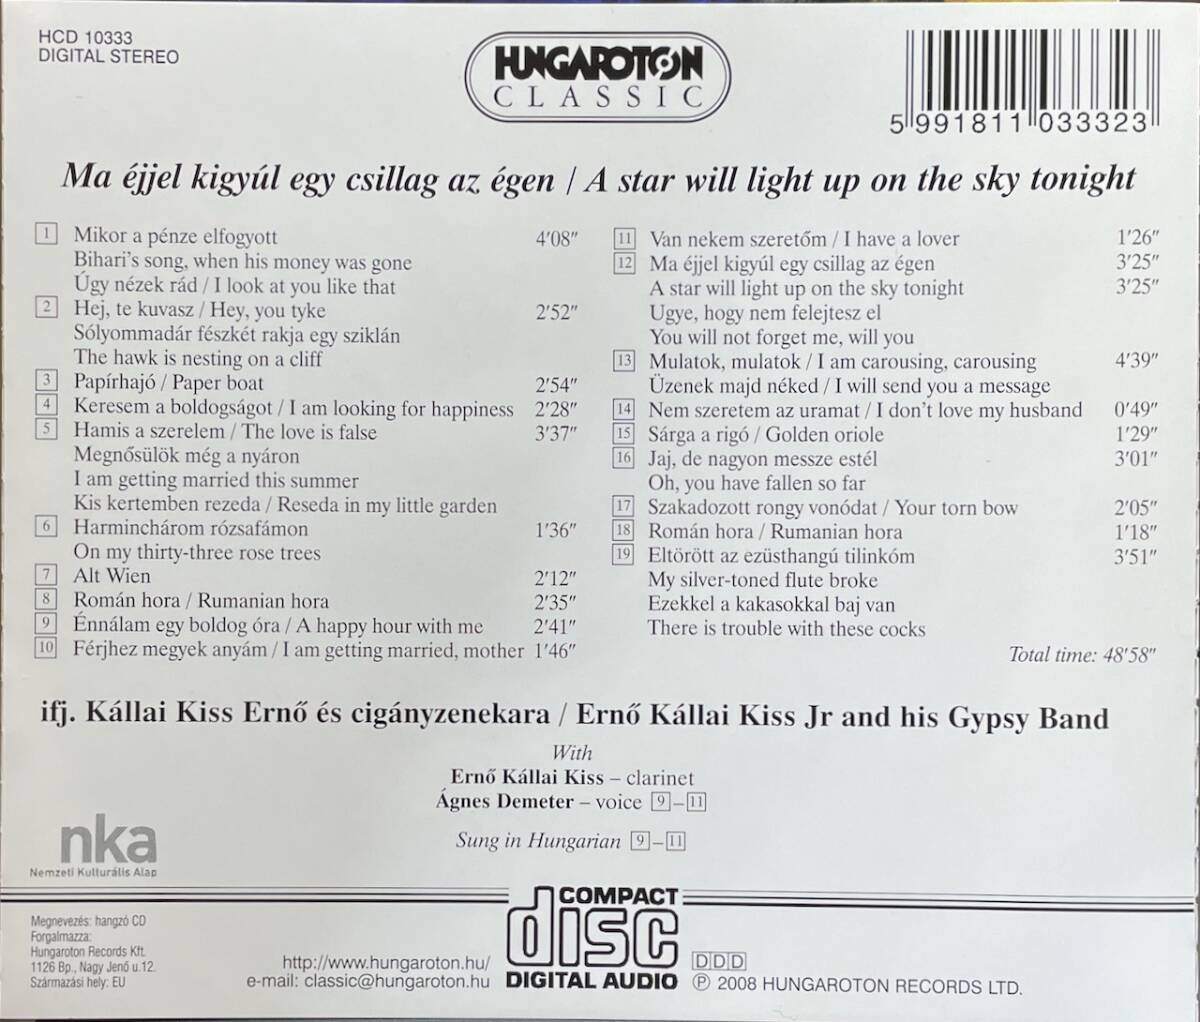 HCD 10333
DIGITAL STEREO
HUNGAROTON
CLASSIC
5 991811 033323
Ma éjjel kigyúl egy csillag az égen / A star will light up on the sky tonight
1 Mikor a pénze elfogyott 4'08"
Bihari's song, when his money was gone
Úgy nézek rád / I look at you like that
2 Hej, te kuvasz / Hey, you tyke 2'52"
Sólyommadár fészkét rakja egy sziklán
The hawk is nesting on a cliff
3 Papírhajó / Paper boat 2'54"
4 Keresem a boldogságot / I am looking for happiness 2'28"
5 Hamis a szerelem / The love is false 3'37"
Megnősülök még a nyáron
I am getting married this summer
Kis kertemben rezeda / Reseda in my little garden
6 Harminchárom rózsafámon 1'36"
On my thirty-three rose trees
7 Alt Wien 2'12"
8 Román hora / Rumanian hora 2'35"
9 Énnálam egy boldog óra / A happy hour with me 2'41"
10 Férjhez megyek anyám / I am getting married, mother 1'46"
11 Van nekem szeretőm / I have a lover 1'26"
12 Ma éjjel kigyúl egy csillag az égen 3'25"
A star will light up on the sky tonight 3'25"
Ugye, hogy nem felejtesz el
You will not forget me, will you
13 Mulatok, mulatok / I am carousing, carousing 4'39"
Üzenek majd néked / I will send you a message
14 Nem szeretem az uramat / I don't love my husband 0'49"
15 Sárga a rigó / Golden oriole 1'29"
16 Jaj, de nagyon messze estél 3'01"
Oh, you have fallen so far
17 Szakadozott rongy vonódat / Your torn bow 2'05"
18 Román hora / Rumanian hora 1'18"
19 Eltörött az ezüsthangú tilinkóm 3'51"
My silver-toned flute broke
Ezekkel a kakasokkal baj van
There is trouble with these cocks
Total time: 48'58"
ifj. Kállai Kiss Ernő és cigányzenekara / Ernő Kállai Kiss Jr and his Gypsy Band
With
Ernő Kállai Kiss – clarinet
Ágnes Demeter – voice 9–11
Sung in Hungarian 9–11
nka
Nemzeti Kulturális Alap
Megnevezés: hangzó CD
Forgalmazza:
Hungaroton Records Kft.
1126 Bp., Nagy Jenő u.12.
Származási hely: EU
http://www.hungaroton.hu/
e-mail: classic@hungaroton.hu
COMPACT
disc
DIGITAL AUDIO
DDD
℗ 2008 HUNGAROTON RECORDS LTD.